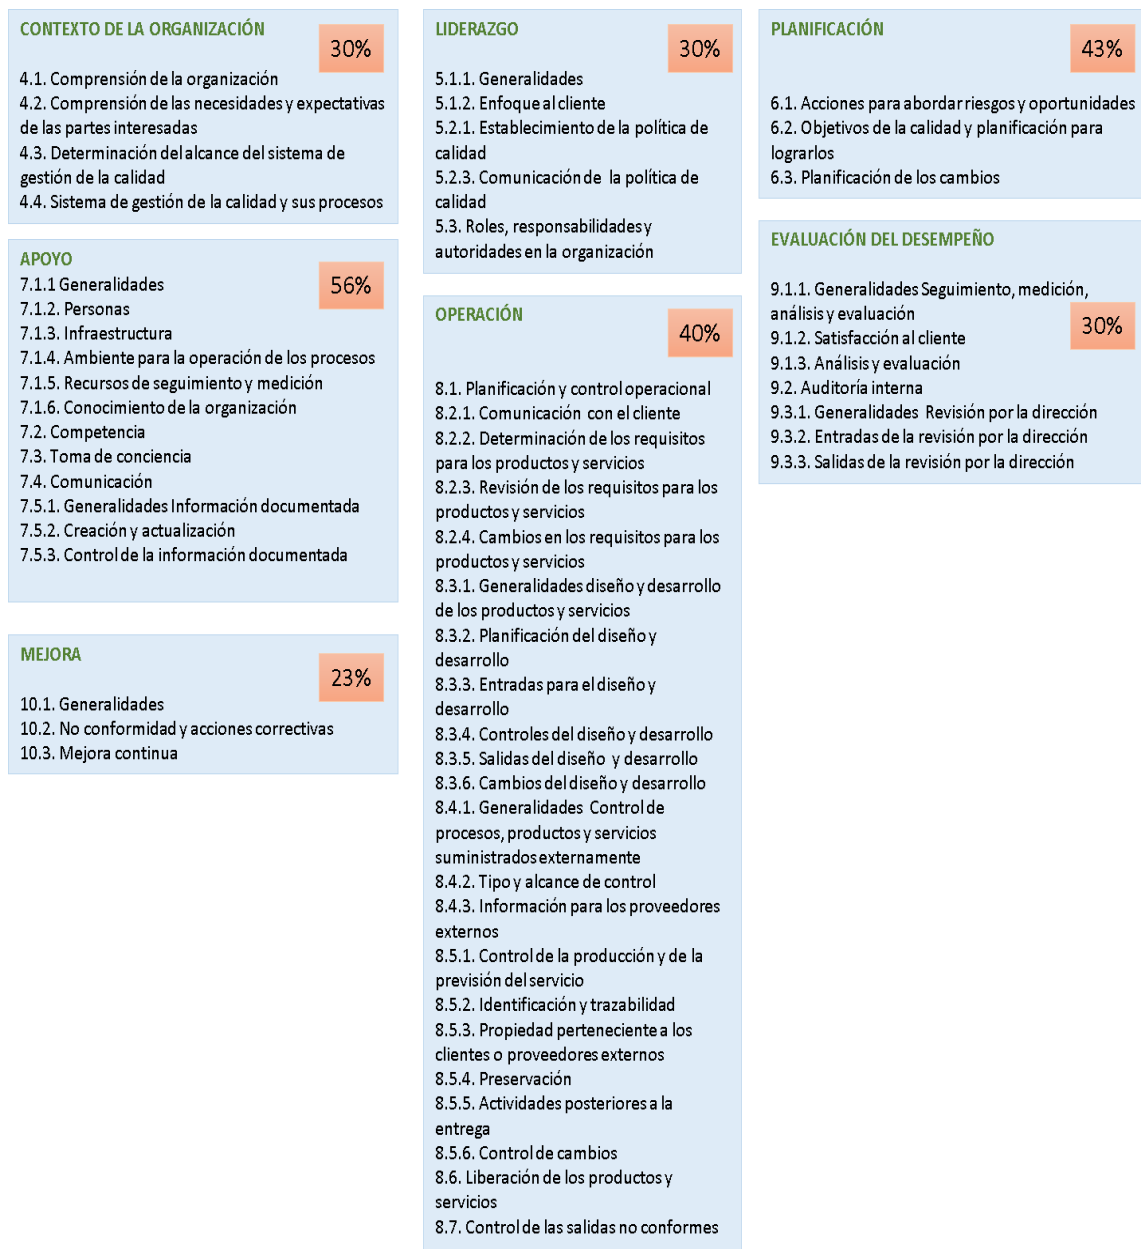 CONTEXTO DE LA ORGANIZACIÓN
30%
4.1. Comprensión de la organización
4.2. Comprensión de las necesidades y expectativas
de las partes interesadas
4.3. Determinación del alcance del sistema de
gestión de la calidad
4.4. Sistema de gestión de la calidad y sus procesos
APOYO
56%
7.1.1 Generalidades
7.1.2. Personas
7.1.3. Infraestructura
7.1.4. Ambiente para la operación de los procesos
7.1.5. Recursos de seguimiento y medición
7.1.6. Conocimiento de la organización
7.2. Competencia
7.3. Toma de conciencia
7.4. Comunicación
7.5.1. Generalidades Información documentada
7.5.2. Creación y actualización
7.5.3. Control de la información documentada
MEJORA
23%
10.1. Generalidades
10.2. No conformidad y acciones correctivas
10.3. Mejora continua
LIDERAZGO
30%
5.1.1. Generalidades
5.1.2. Enfoque al cliente
5.2.1. Establecimiento de la política de
calidad
5.2.3. Comunicación de la política de
calidad
5.3. Roles, responsabilidades y
autoridades en la organización
OPERACIÓN
40%
8.1. Planificación y control operacional
8.2.1. Comunicación con el cliente
8.2.2. Determinación de los requisitos
para los productos y servicios
8.2.3. Revisión de los requisitos para los
productos y servicios
8.2.4. Cambios en los requisitos para los
productos y servicios
8.3.1. Generalidades diseño y desarrollo
de los productos y servicios
8.3.2. Planificación del diseño y
desarrollo
8.3.3. Entradas para el diseño y
desarrollo
8.3.4. Controles del diseño y desarrollo
8.3.5. Salidas del diseño y desarrollo
8.3.6. Cambios del diseño y desarrollo
8.4.1. Generalidades Control de
procesos, productos y servicios
suministrados externamente
8.4.2. Tipo y alcance de control
8.4.3. Información para los proveedores
externos
8.5.1. Control de la producción y de la
previsión del servicio
8.5.2. Identificación y trazabilidad
8.5.3. Propiedad perteneciente a los
clientes o proveedores externos
8.5.4. Preservación
8.5.5. Actividades posteriores a la
entrega
8.5.6. Control de cambios
8.6. Liberación de los productos y
servicios
8.7. Control de las salidas no conformes
PLANIFICACIÓN
43%
6.1. Acciones para abordar riesgos y oportunidades
6.2. Objetivos de la calidad y planificación para
lograrlos
6.3. Planificación de los cambios
EVALUACIÓN DEL DESEMPEÑO
30%
9.1.1. Generalidades Seguimiento, medición,
análisis y evaluación
9.1.2. Satisfacción al cliente
9.1.3. Análisis y evaluación
9.2. Auditoría interna
9.3.1. Generalidades Revisión por la dirección
9.3.2. Entradas de la revisión por la dirección
9.3.3. Salidas de la revisión por la dirección